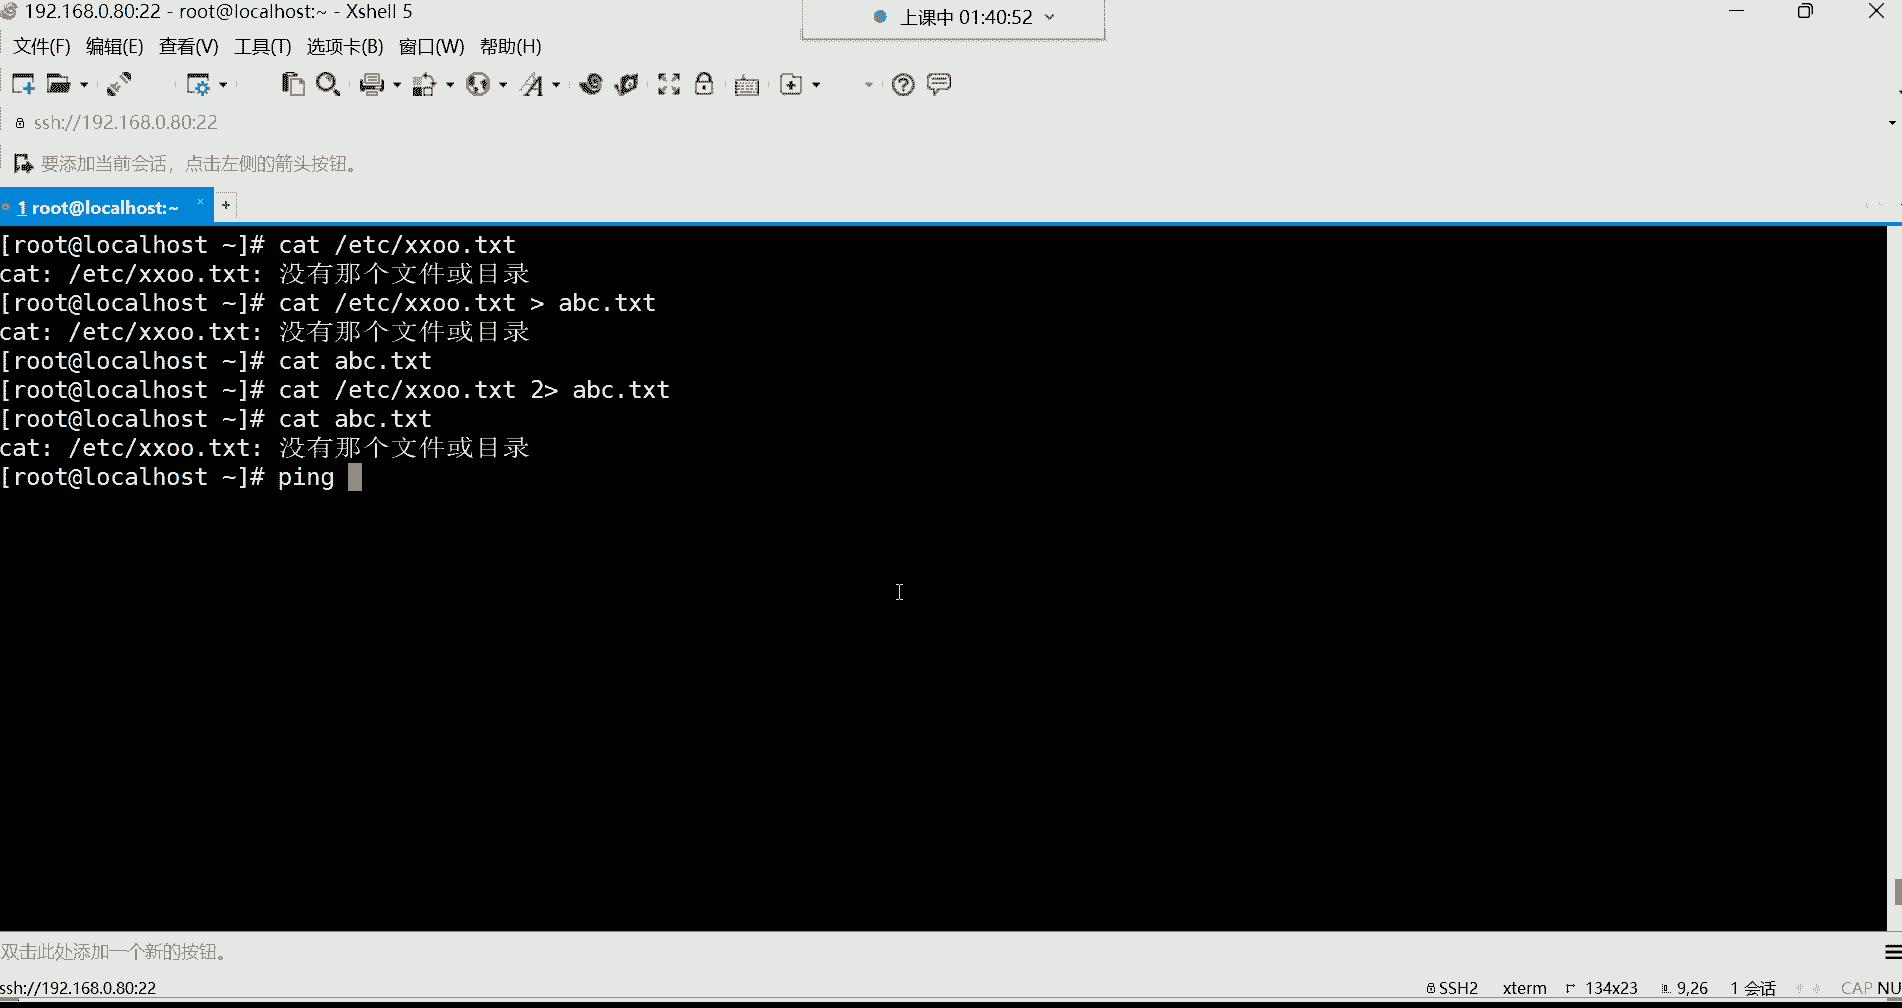 192.168.0.80:22 - root@localhost:~ - Xshell 5
上课中 01:40:52
文件(F) 编辑(E) 查看(V) 工具(T) 选项卡(B) 窗口(W) 帮助(H)
ssh://192.168.0.80:22
要添加当前会话，点击左侧的箭头按钮。
1 root@localhost:~ × +
[root@localhost ~]# cat /etc/xxoo.txt
cat: /etc/xxoo.txt: 没有那个文件或目录
[root@localhost ~]# cat /etc/xxoo.txt > abc.txt
cat: /etc/xxoo.txt: 没有那个文件或目录
[root@localhost ~]# cat abc.txt
[root@localhost ~]# cat /etc/xxoo.txt 2> abc.txt
[root@localhost ~]# cat abc.txt
cat: /etc/xxoo.txt: 没有那个文件或目录
[root@localhost ~]# ping
双击此处添加一个新的按钮。
ssh://192.168.0.80:22 SSH2 xterm 134x23 9,26 1 会话 CAP NU